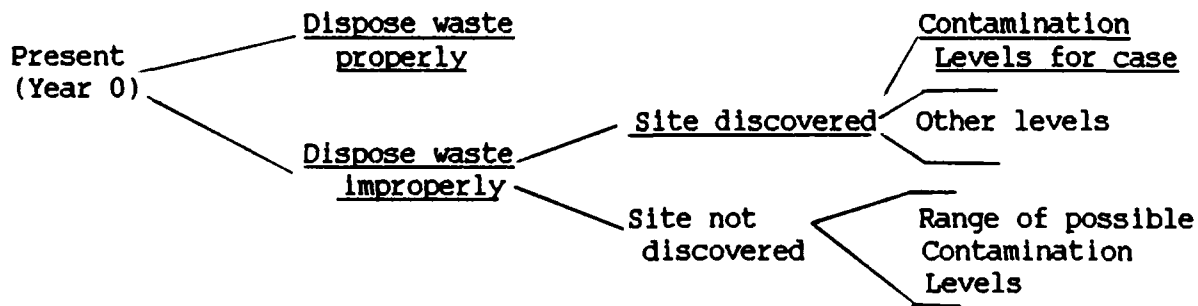 Present
(Year 0)
Dispose waste
properly
Dispose waste
improperly
Site discovered
Site not
discovered
Contamination
Levels for case
Other levels
Range of possible
Contamination
Levels